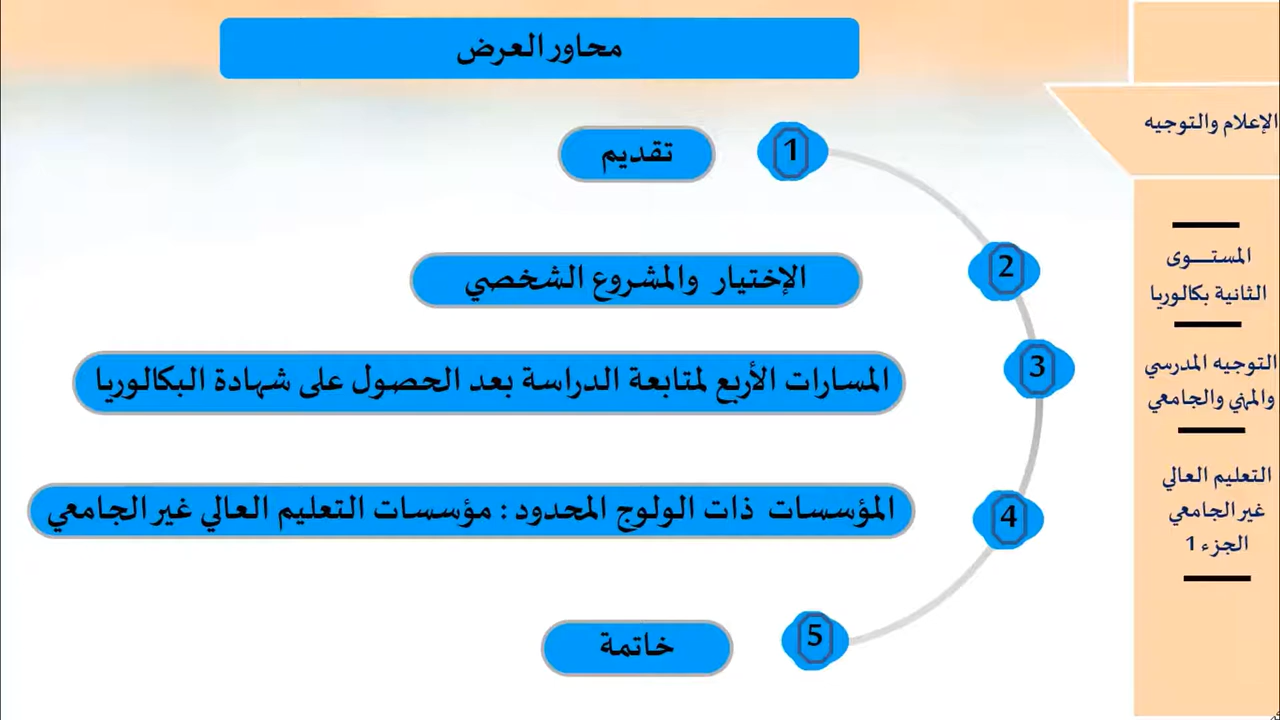 محاور العرض
1
تقديم
2
الإختيار والمشروع الشخصي
3
المسارات الأربع لمتابعة الدراسة بعد الحصول على شهادة البكالوريا
4
المؤسسات ذات الولوج المحدود : مؤسسات التعليم العالي غير الجامعي
5
خاتمة
الإعلام والتوجيه
المستــوى
الثانية بكالوريا
التوجيه المدرسي
والمهني والجامعي
التعليم العالي
غير الجامعي
الجزء 1